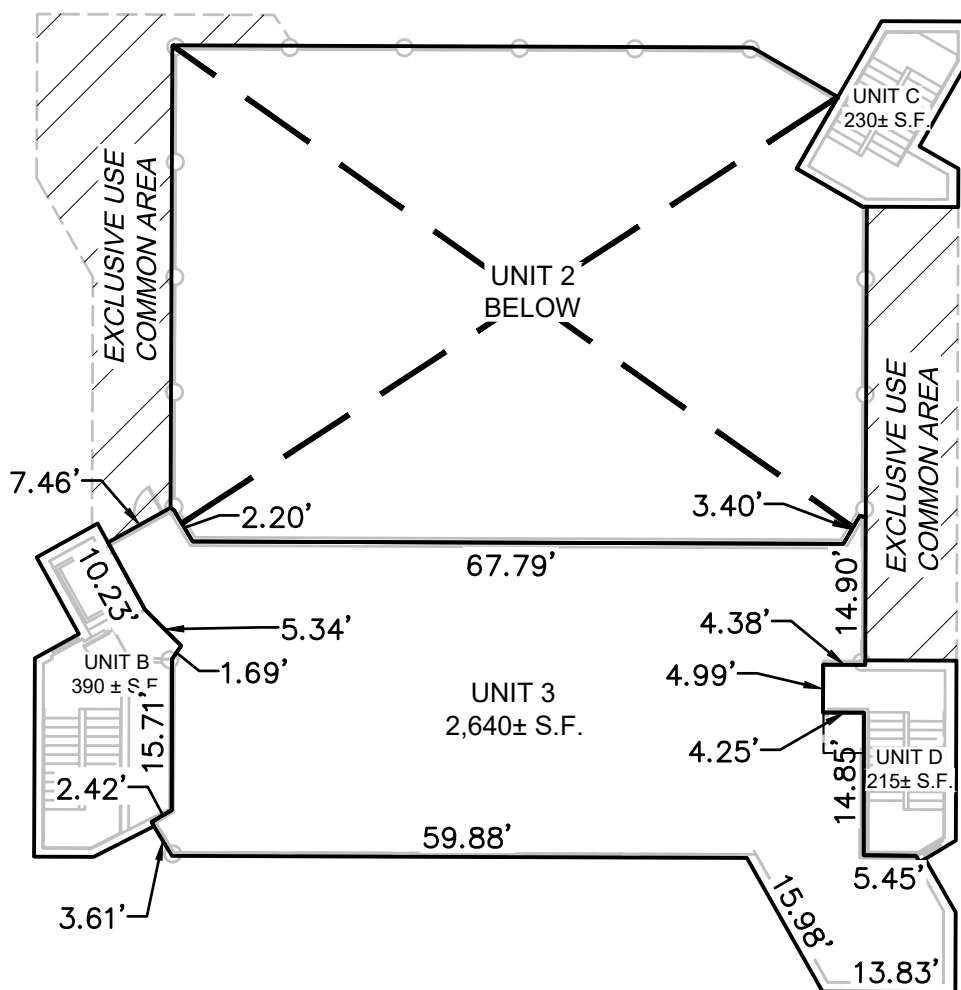 UNIT C
230± S.F.
EXCLUSIVE USE
COMMON AREA
UNIT 2
BELOW
EXCLUSIVE USE
COMMON AREA
7.46’
2.20’
3.40’
67.79’
10.23’
14.90’
5.34’
4.38’
UNIT B
390 ± S.F.
1.69’
4.99’
UNIT 3
2,640± S.F.
15.71’
4.25’
UNIT D
215± S.F.
14.85’
2.42’
59.88’
5.45’
3.61’
15.98’
13.83’